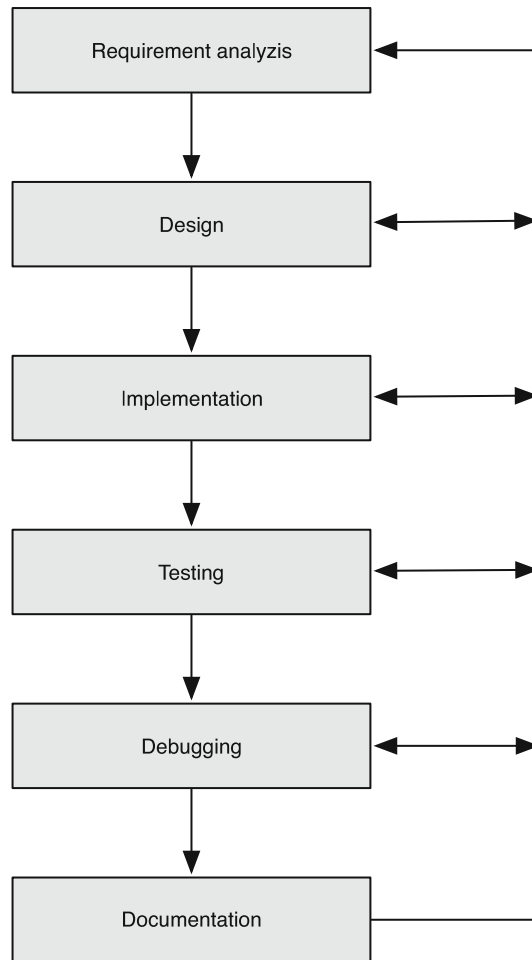 Requirement analyzis
Design
Implementation
Testing
Debugging
Documentation